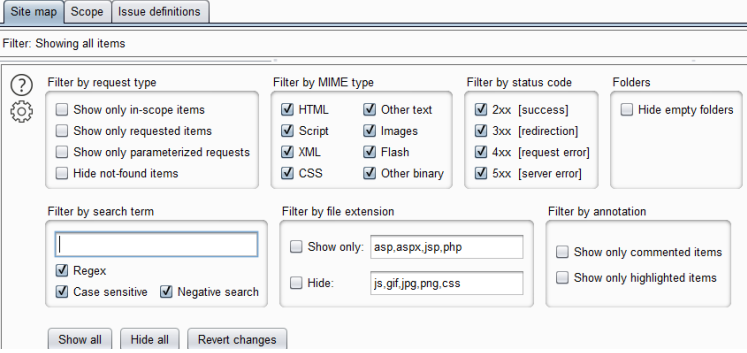 Site map Scope Issue definitions
Filter: Showing all items
?
Filter by request type
Show only in-scope items
Show only requested items
Show only parameterized requests
Hide not-found items
Filter by MIME type
HTML Other text
Script Images
XML Flash
CSS Other binary
Filter by status code
2xx [success]
3xx [redirection]
4xx [request error]
5xx [server error]
Folders
Hide empty folders
Filter by search term
Regex
Case sensitive Negative search
Filter by file extension
Show only: asp,aspx,jsp,php
Hide: js,gif,jpg,png,css
Filter by annotation
Show only commented items
Show only highlighted items
Show all Hide all Revert changes